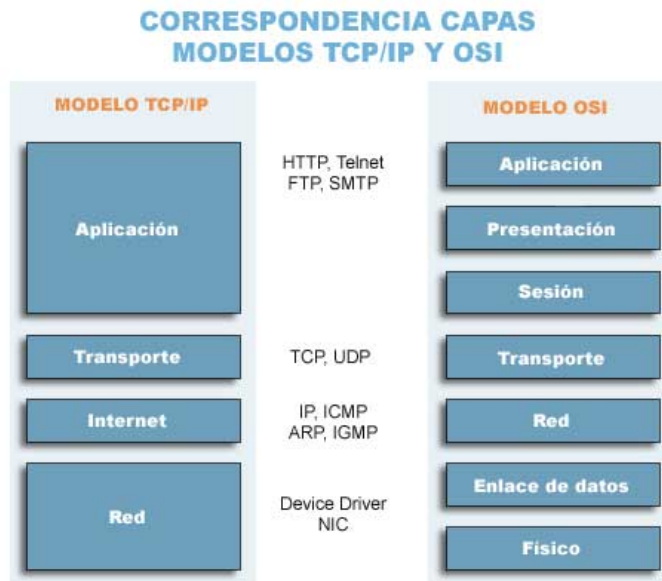 CORRESPONDENCIA CAPAS
MODELOS TCP/IP Y OSI
MODELO TCP/IP
Aplicación
Transporte
Internet
Red
HTTP, Telnet
FTP, SMTP
TCP, UDP
IP, ICMP
ARP, IGMP
Device Driver
NIC
MODELO OSI
Aplicación
Presentación
Sesión
Transporte
Red
Enlace de datos
Físico